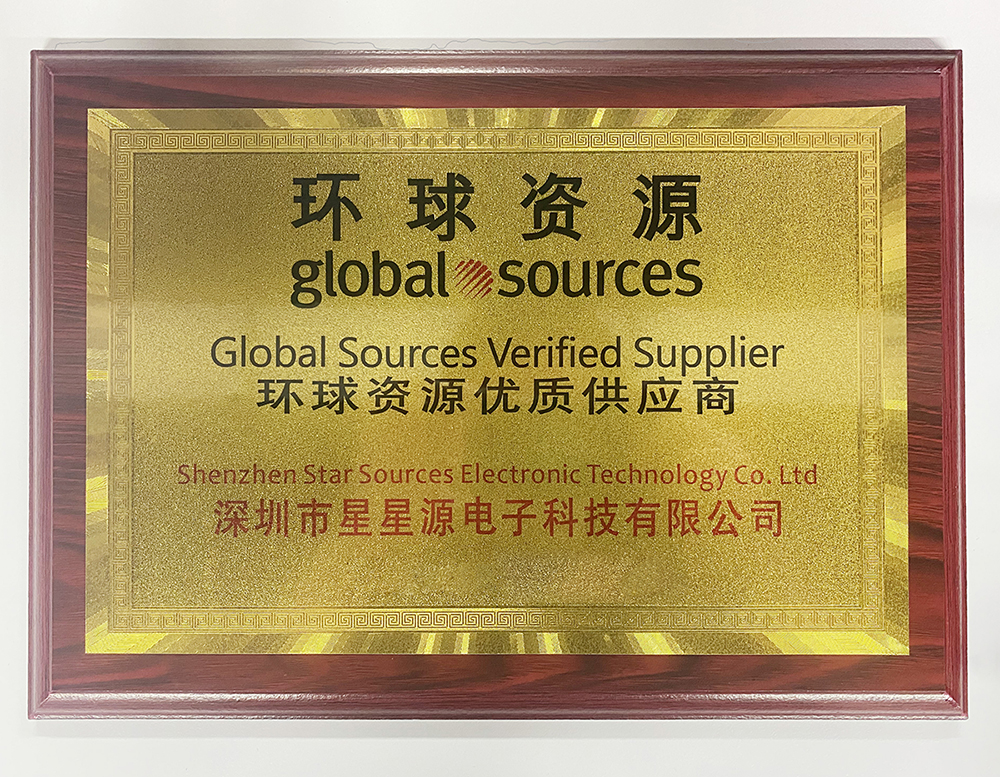 环球资源
global sources
Global Sources Verified Supplier
环球资源优质供应商
Shenzhen Star Sources Electronic Technology Co. Ltd
深圳市星星源电子科技有限公司